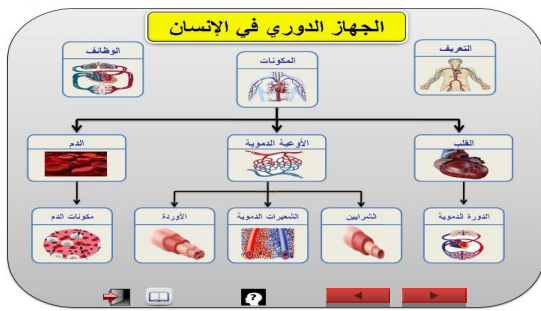 الجهاز الدوري في الإنسان
التعريف
المكونات
الوظائف
القلب
الأوعية الدموية
الدم
الدورة الدموية
الشرايين
الشعيرات الدموية
الأوردة
مكونات الدم
?